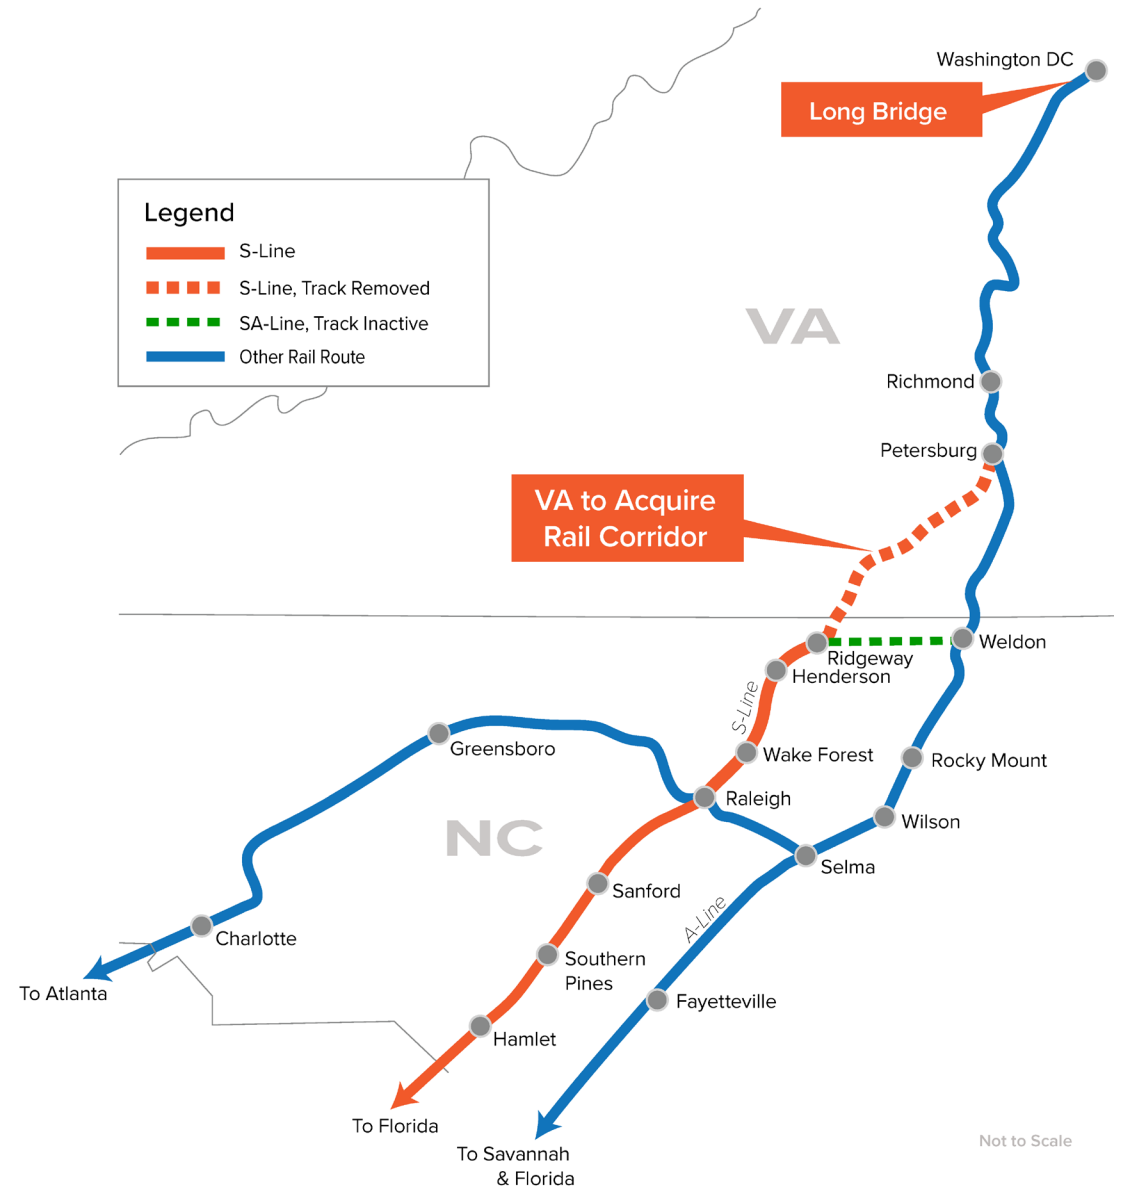 Washington DC
Long Bridge
Legend
S-Line
S-Line, Track Removed
SA-Line, Track Inactive
Other Rail Route
VA
Richmond
Petersburg
VA to Acquire
Rail Corridor
Weldon
Ridgeway
Henderson
S-Line
Greensboro
Wake Forest
Rocky Mount
Raleigh
NC
Wilson
Selma
Sanford
A-Line
Charlotte
Southern
Pines
To Atlanta
Fayetteville
Hamlet
To Florida
Not to Scale
To Savannah
& Florida